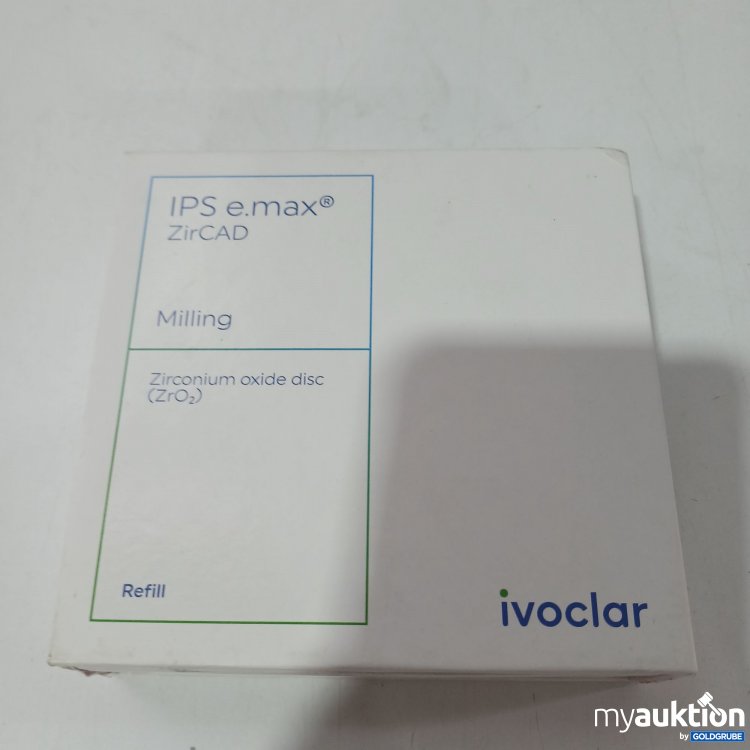 IPS e.max®
ZirCAD
Milling
Zirconium oxide disc
(ZrO₂)
Refill
ivoclar
myauktion
by GOLDGRUBE